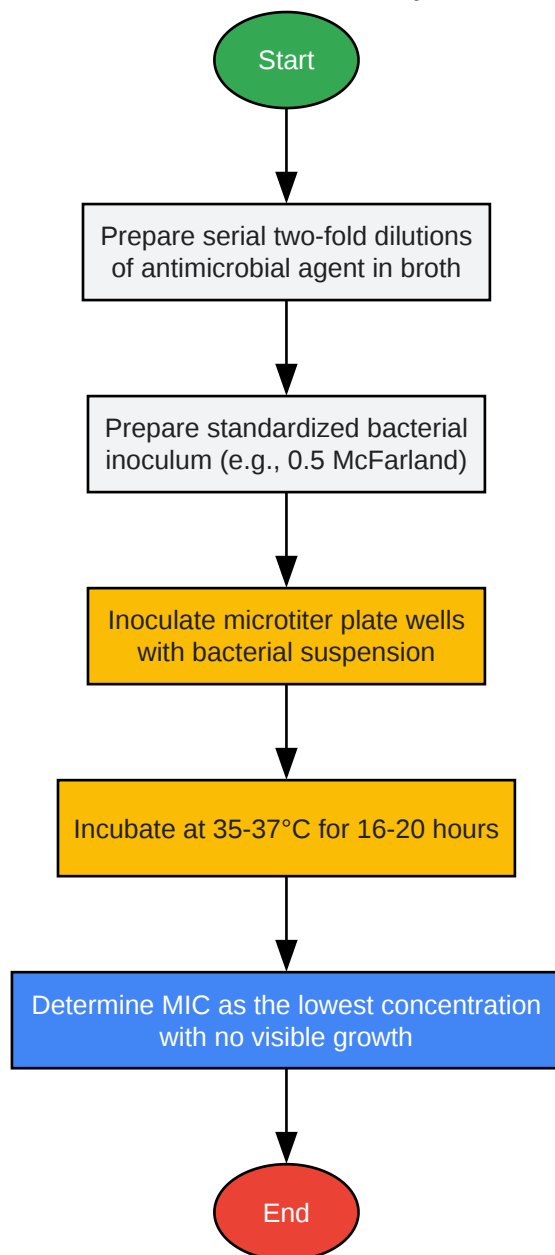 Start
Prepare serial two-fold dilutions
of antimicrobial agent in broth
Prepare standardized bacterial
inoculum (e.g., 0.5 McFarland)
Inoculate microtiter plate wells
with bacterial suspension
Incubate at 35-37°C for 16-20 hours
Determine MIC as the lowest concentration
with no visible growth
End